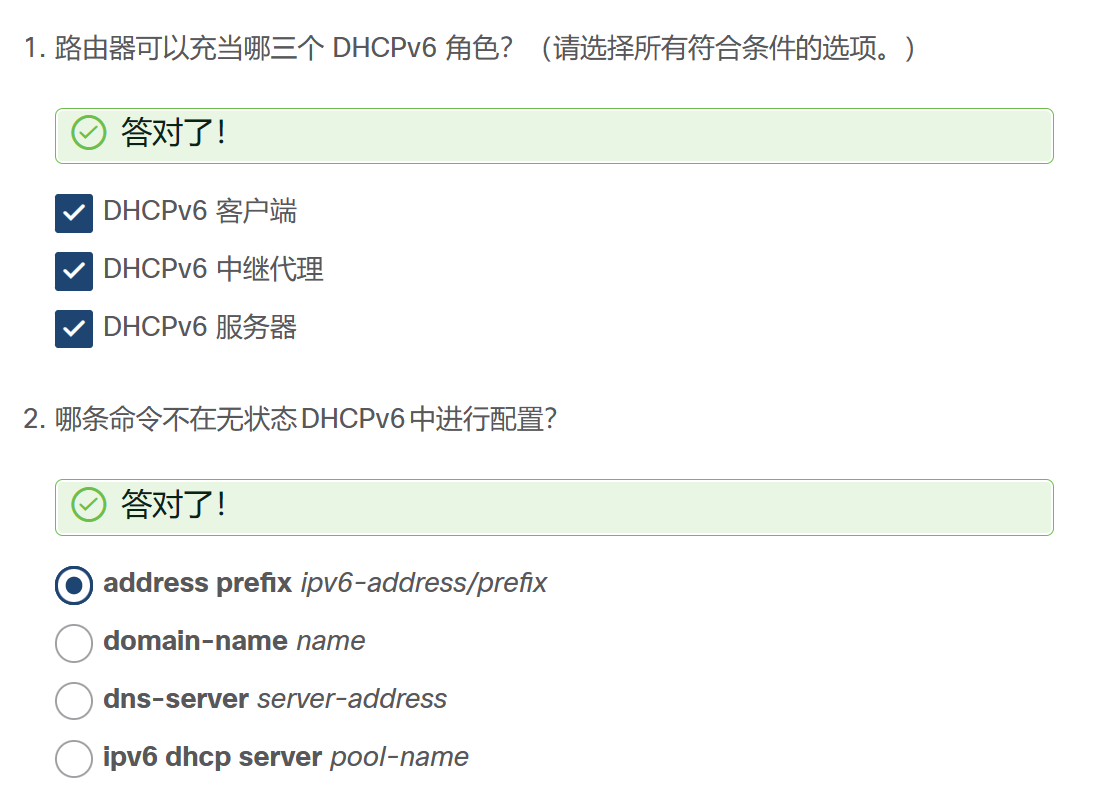 1. 路由器可以充当哪三个 DHCPv6 角色？（请选择所有符合条件的选项。）
答对了！
DHCPv6 客户端
DHCPv6 中继代理
DHCPv6 服务器
2. 哪条命令不在无状态DHCPv6中进行配置？
答对了！
address prefix ipv6-address/prefix
domain-name name
dns-server server-address
ipv6 dhcp server pool-name